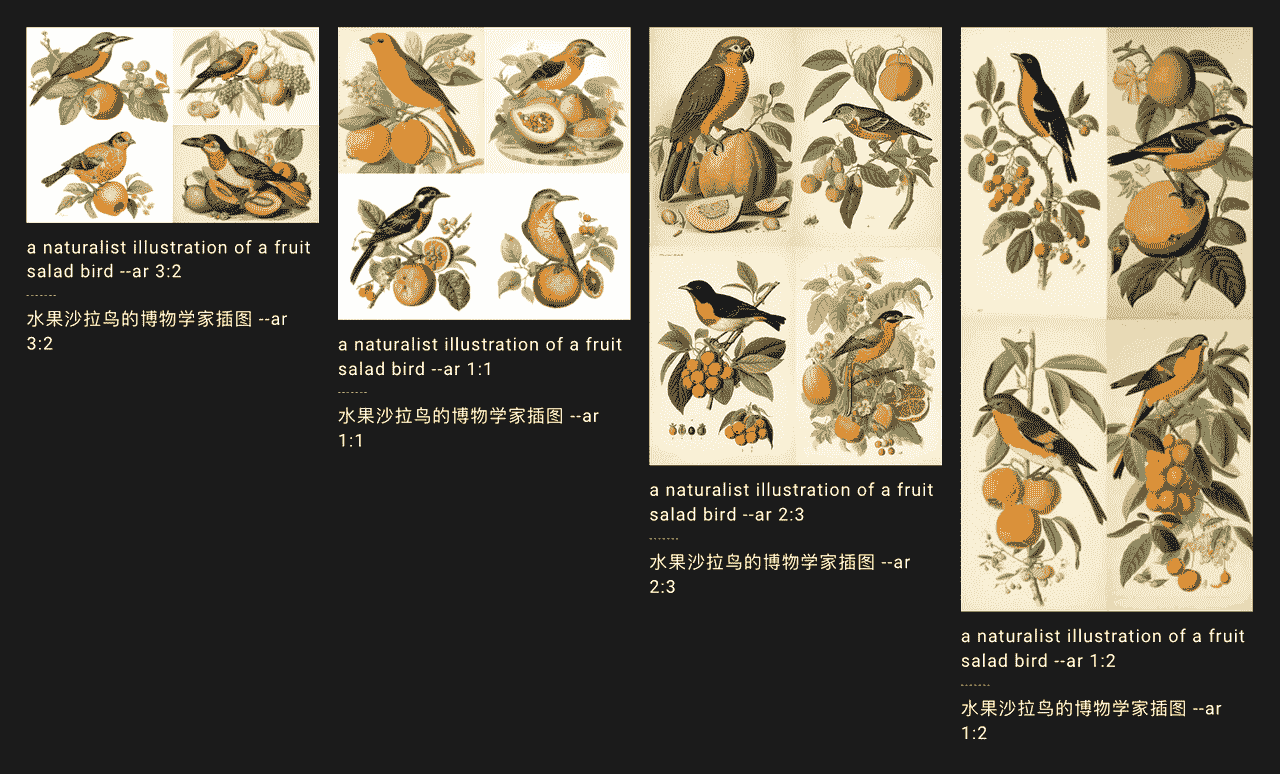 a naturalist illustration of a fruit
salad bird --ar 3:2
水果沙拉鸟的博物学家插图 --ar
3:2
a naturalist illustration of a fruit
salad bird --ar 1:1
水果沙拉鸟的博物学家插图 --ar
1:1
a naturalist illustration of a fruit
salad bird --ar 2:3
水果沙拉鸟的博物学家插图 --ar
2:3
a naturalist illustration of a fruit
salad bird --ar 1:2
水果沙拉鸟的博物学家插图 --ar
1:2